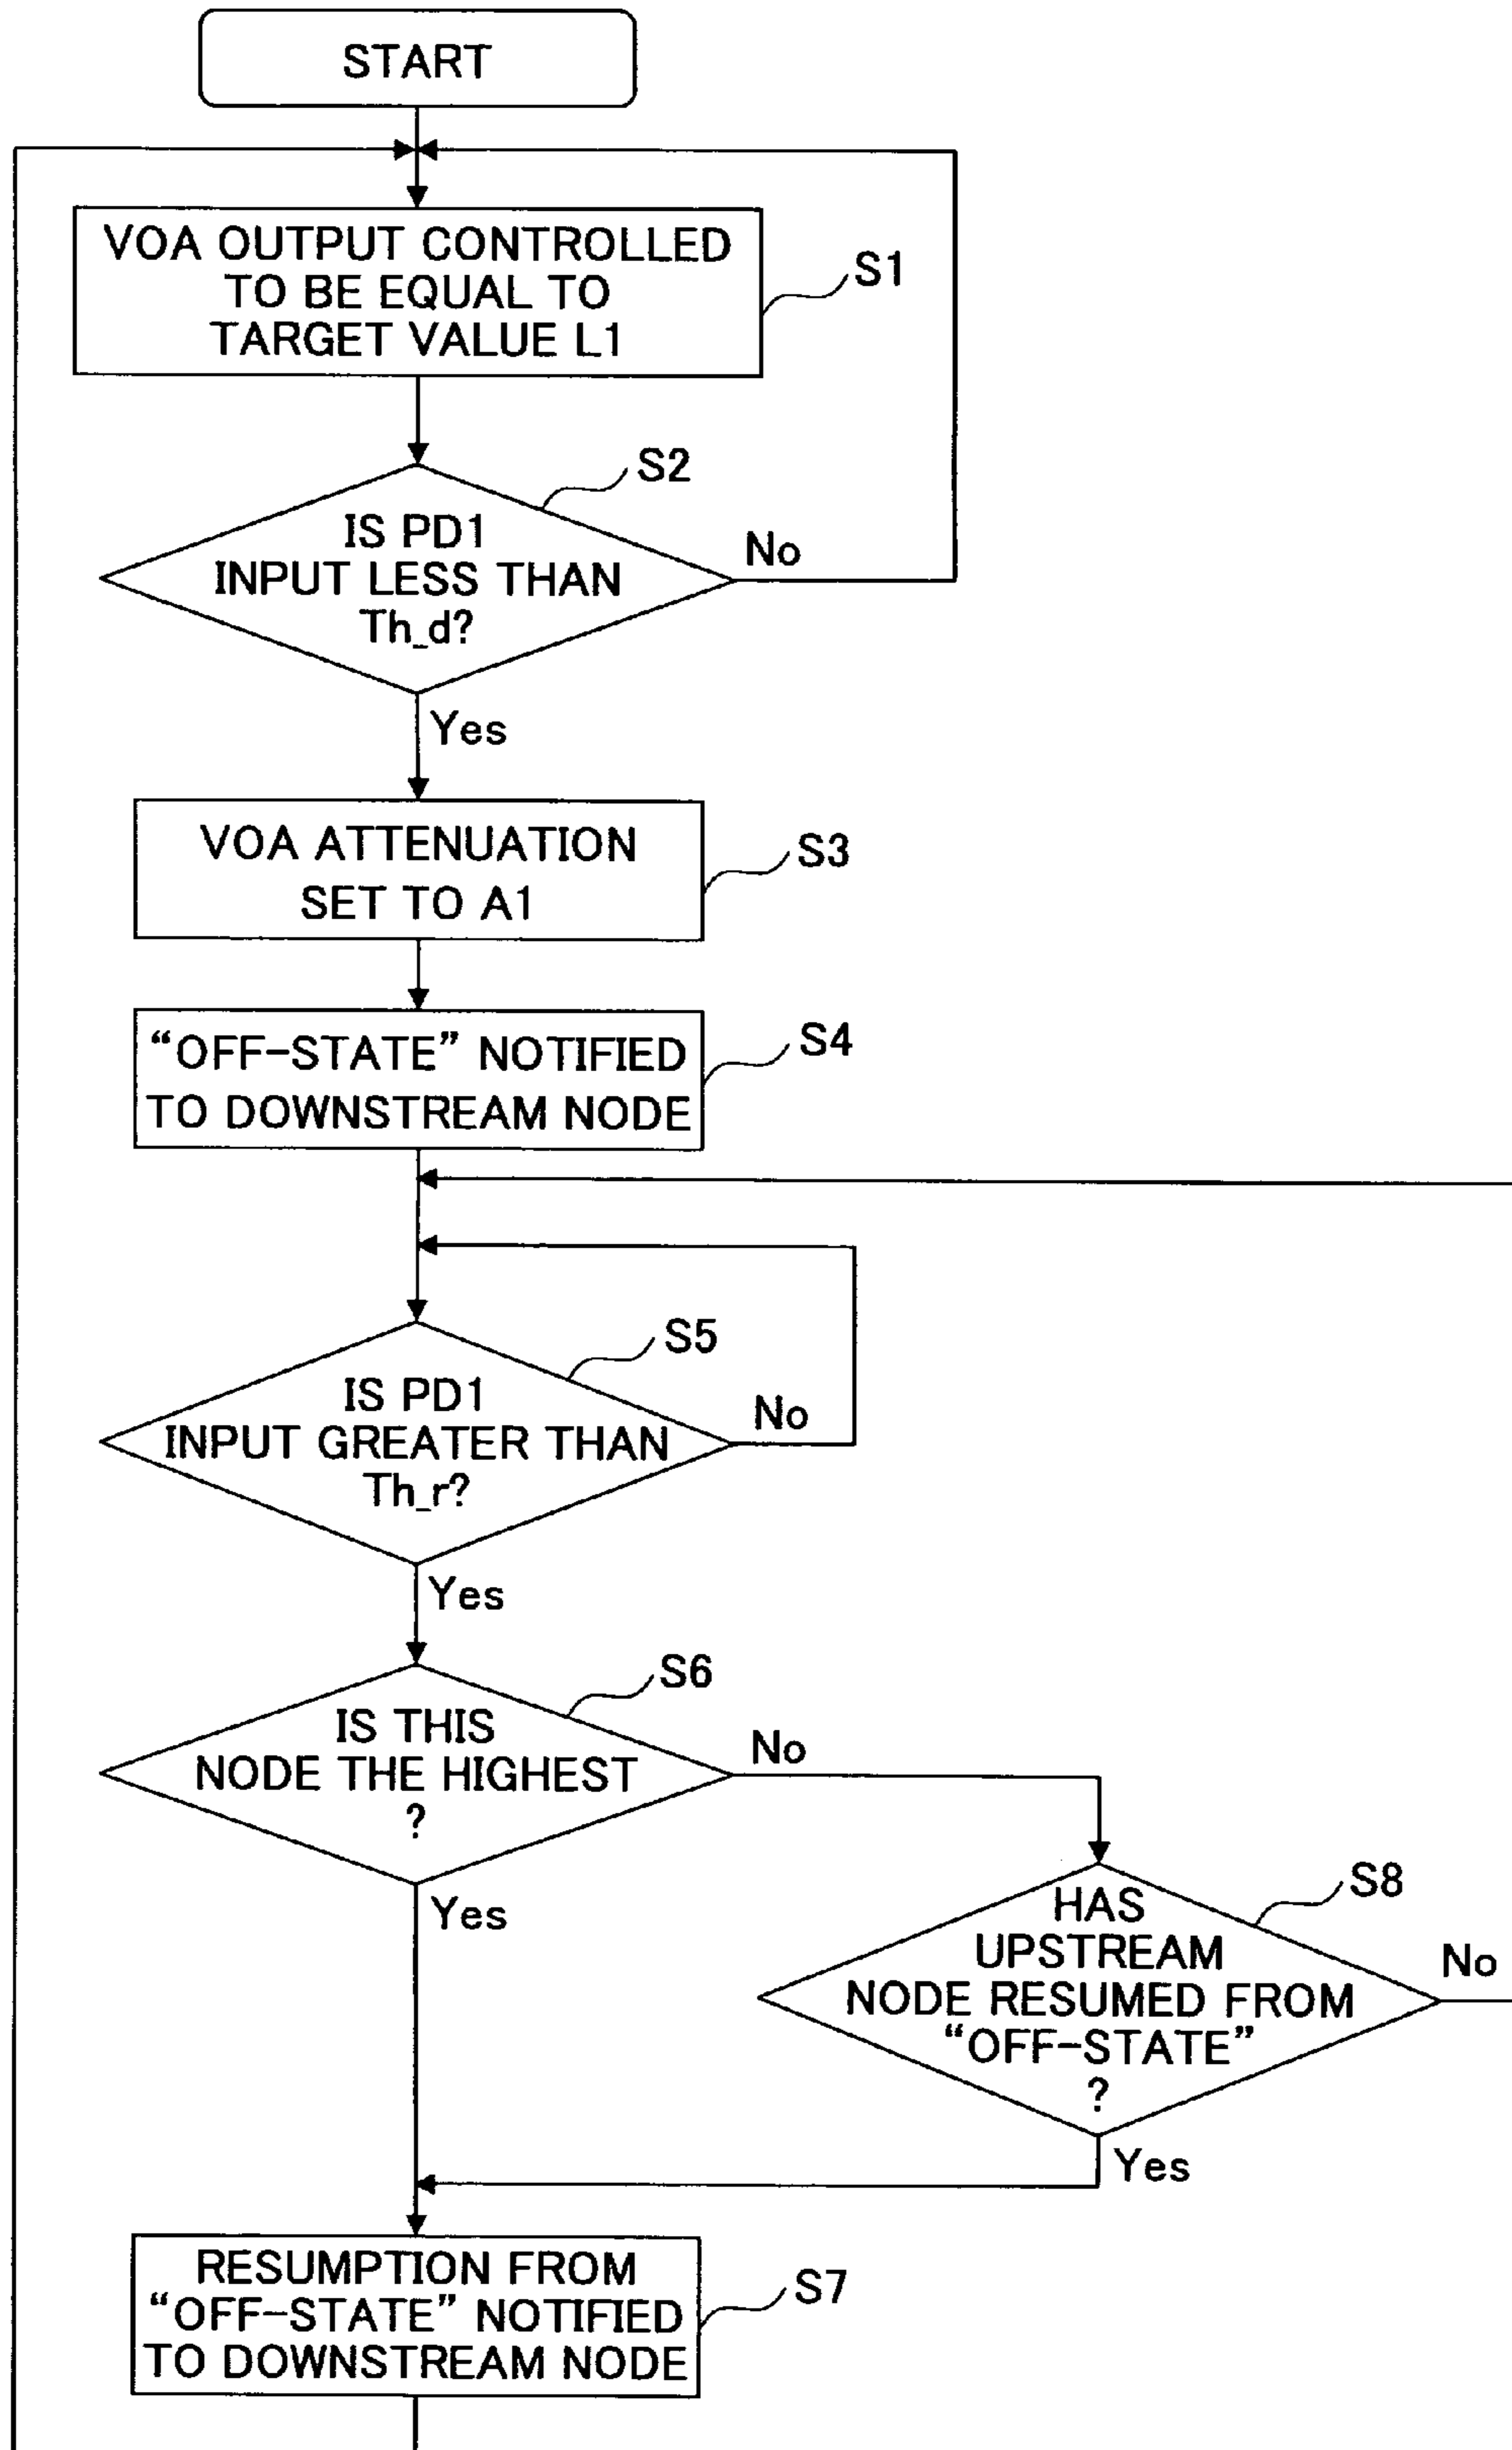 START
VOA OUTPUT CONTROLLED
TO BE EQUAL TO
TARGET VALUE L1
S1
S2
IS PD1
INPUT LESS THAN
Th_d?
No
Yes
VOA ATTENUATION
SET TO A1
S3
“OFF-STATE” NOTIFIED
TO DOWNSTREAM NODE
S4
S5
IS PD1
INPUT GREATER THAN
Th_r?
No
Yes
S6
IS THIS
NODE THE HIGHEST
?
No
Yes
S8
HAS
UPSTREAM
NODE RESUMED FROM
“OFF-STATE”
?
No
Yes
RESUMPTION FROM
“OFF-STATE” NOTIFIED
TO DOWNSTREAM NODE
S7